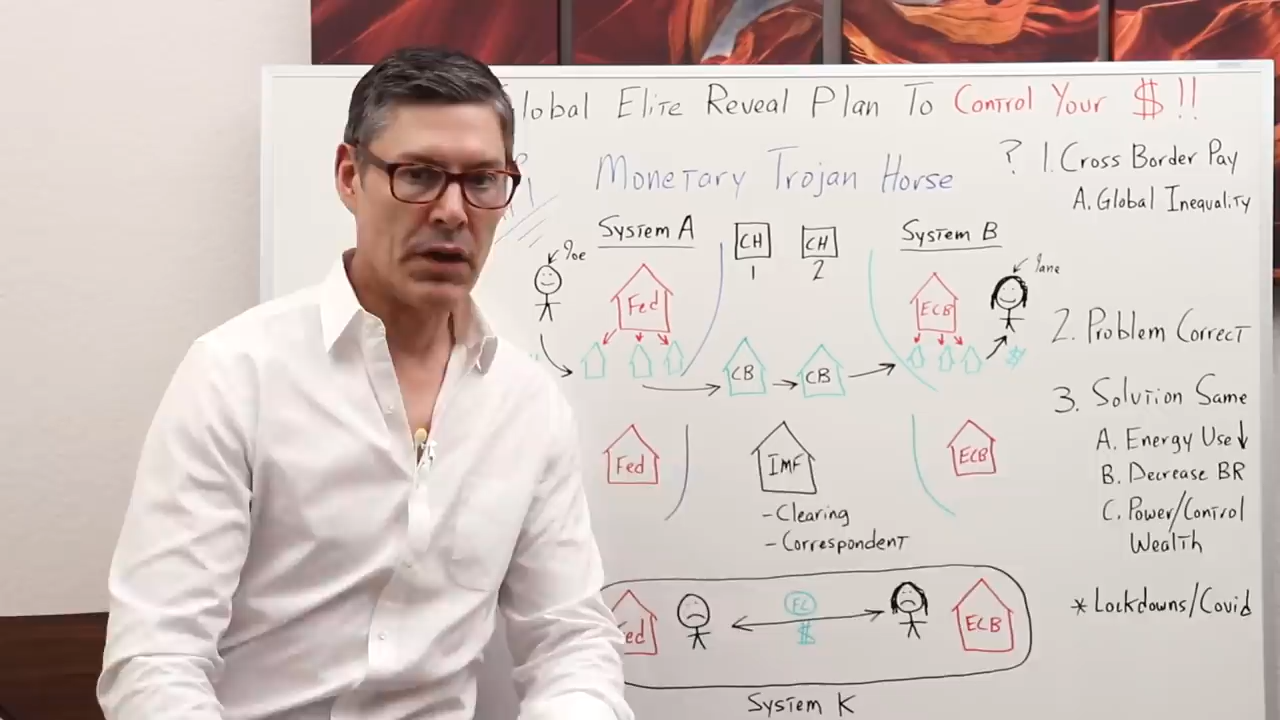 lobal Elite Reveal Plan To Control Your $!!
Monetary Trojan Horse
? 1. Cross Border Pay
A. Global Inequality
System A
CH
1
CH
2
System B
Joe
Jane
Fed
ECB
$
CB
CB
2. Problem Correct
3. Solution Same
A. Energy Use↓
B. Decrease BR
C. Power/Control
Wealth
Fed
IMF
ECB
- Clearing
- Correspondent
* Lockdowns/Covid
ed
$
ECB
System K